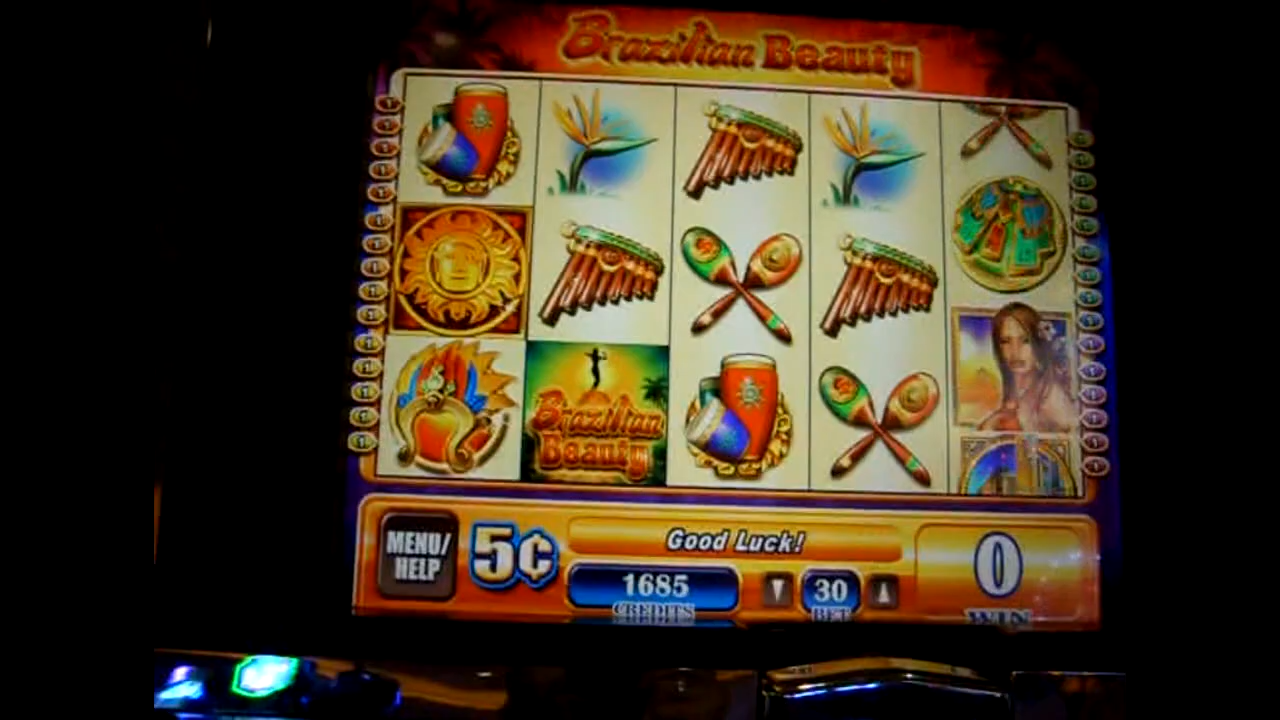 Brazilian Beauty
Brazilian
Beauty
MENU/
HELP
5¢
Good Luck!
1685
CREDITS
30
BET
0
WIN